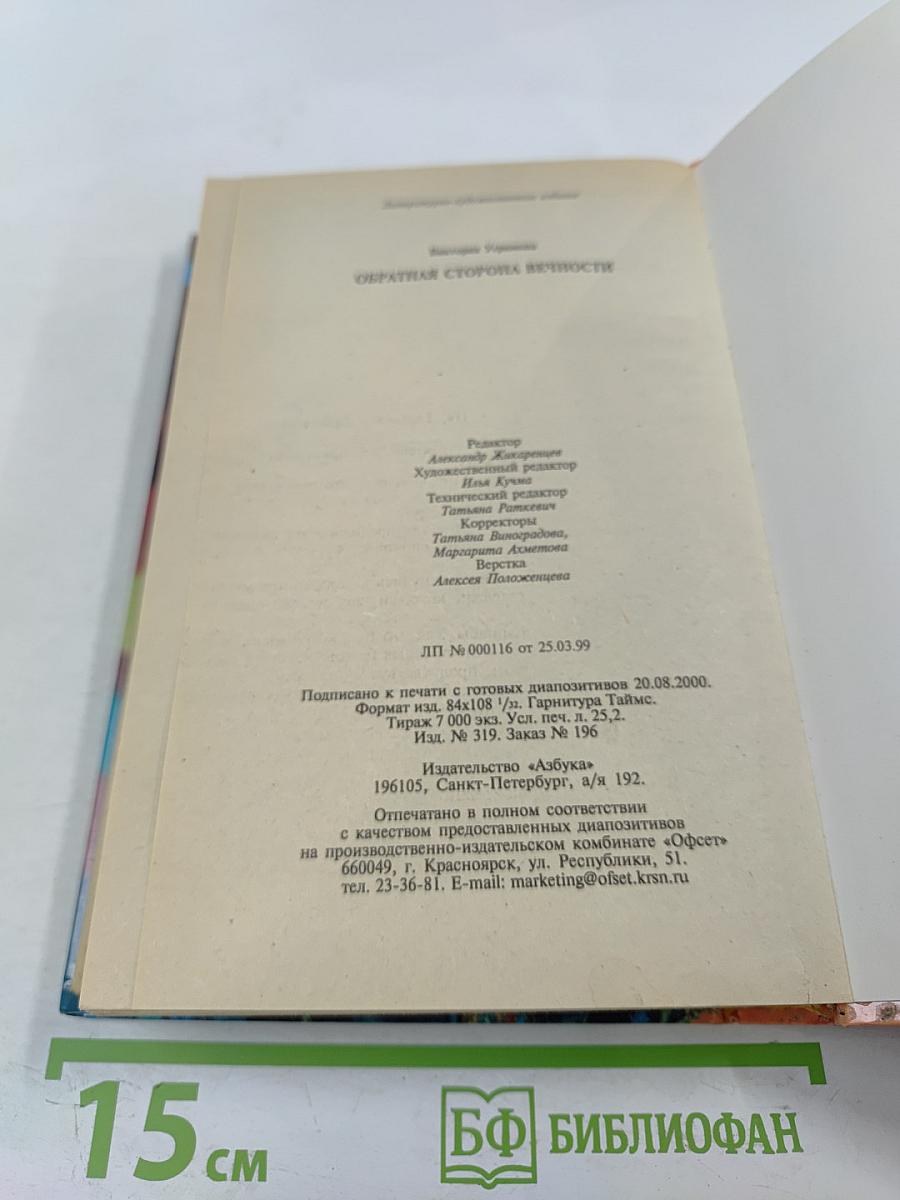 Литературно-художественное издание
Виктория Угрюмова
ОБРАТНАЯ СТОРОНА ВЕЧНОСТИ
Редактор
Александр Жикаренцев
Художественный редактор
Илья Кучма
Технический редактор
Татьяна Раткевич
Корректоры
Татьяна Виноградова,
Маргарита Ахметова
Верстка
Алексея Положенцева
ЛП № 000116 от 25.03.99
Подписано к печати с готовых диапозитивов 20.08.2000.
Формат изд. 84х108 ¹/₃₂. Гарнитура Таймс.
Тираж 7 000 экз. Усл. печ. л. 25,2.
Изд. № 319. Заказ № 196
Издательство «Азбука»
196105, Санкт-Петербург, а/я 192.
Отпечатано в полном соответствии
с качеством предоставленных диапозитивов
на производственно-издательском комбинате «Офсет»
660049, г. Красноярск, ул. Республики, 51.
тел. 23-36-81. E-mail: marketing@ofset.krsn.ru
15 см
БФ БИБЛИОФАН